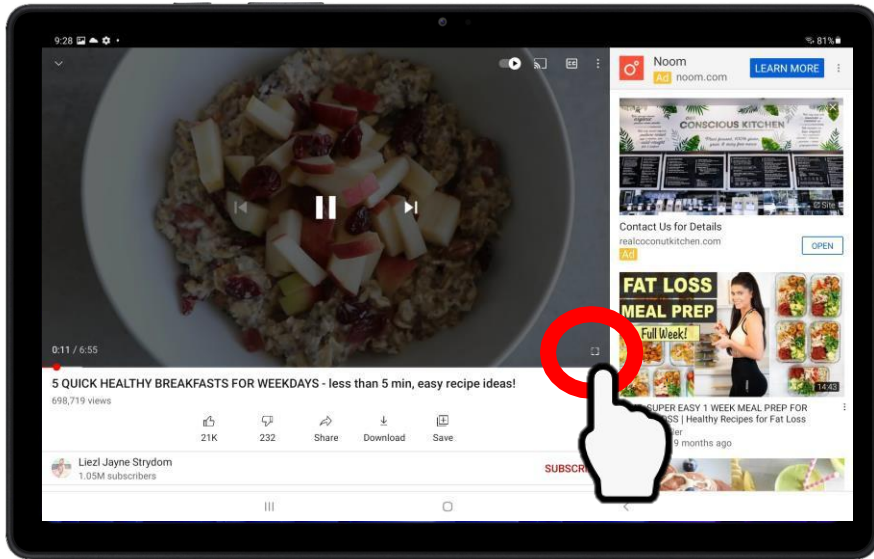 9:28
81%
CC
Noom
Ad noom.com
LEARN MORE
CONSCIOUS KITCHEN
Site
Contact Us for Details
realcoconutkitchen.com
Ad
OPEN
FAT LOSS
MEAL PREP
Full Week!
14:43
SUPER EASY 1 WEEK MEAL PREP FOR
SS | Healthy Recipes for Fat Loss
9 months ago
0:11 / 6:55
5 QUICK HEALTHY BREAKFASTS FOR WEEKDAYS - less than 5 min, easy recipe ideas!
698,719 views
21K
232
Share
Download
Save
Liezl Jayne Strydom
1.05M subscribers
SUBSCRI